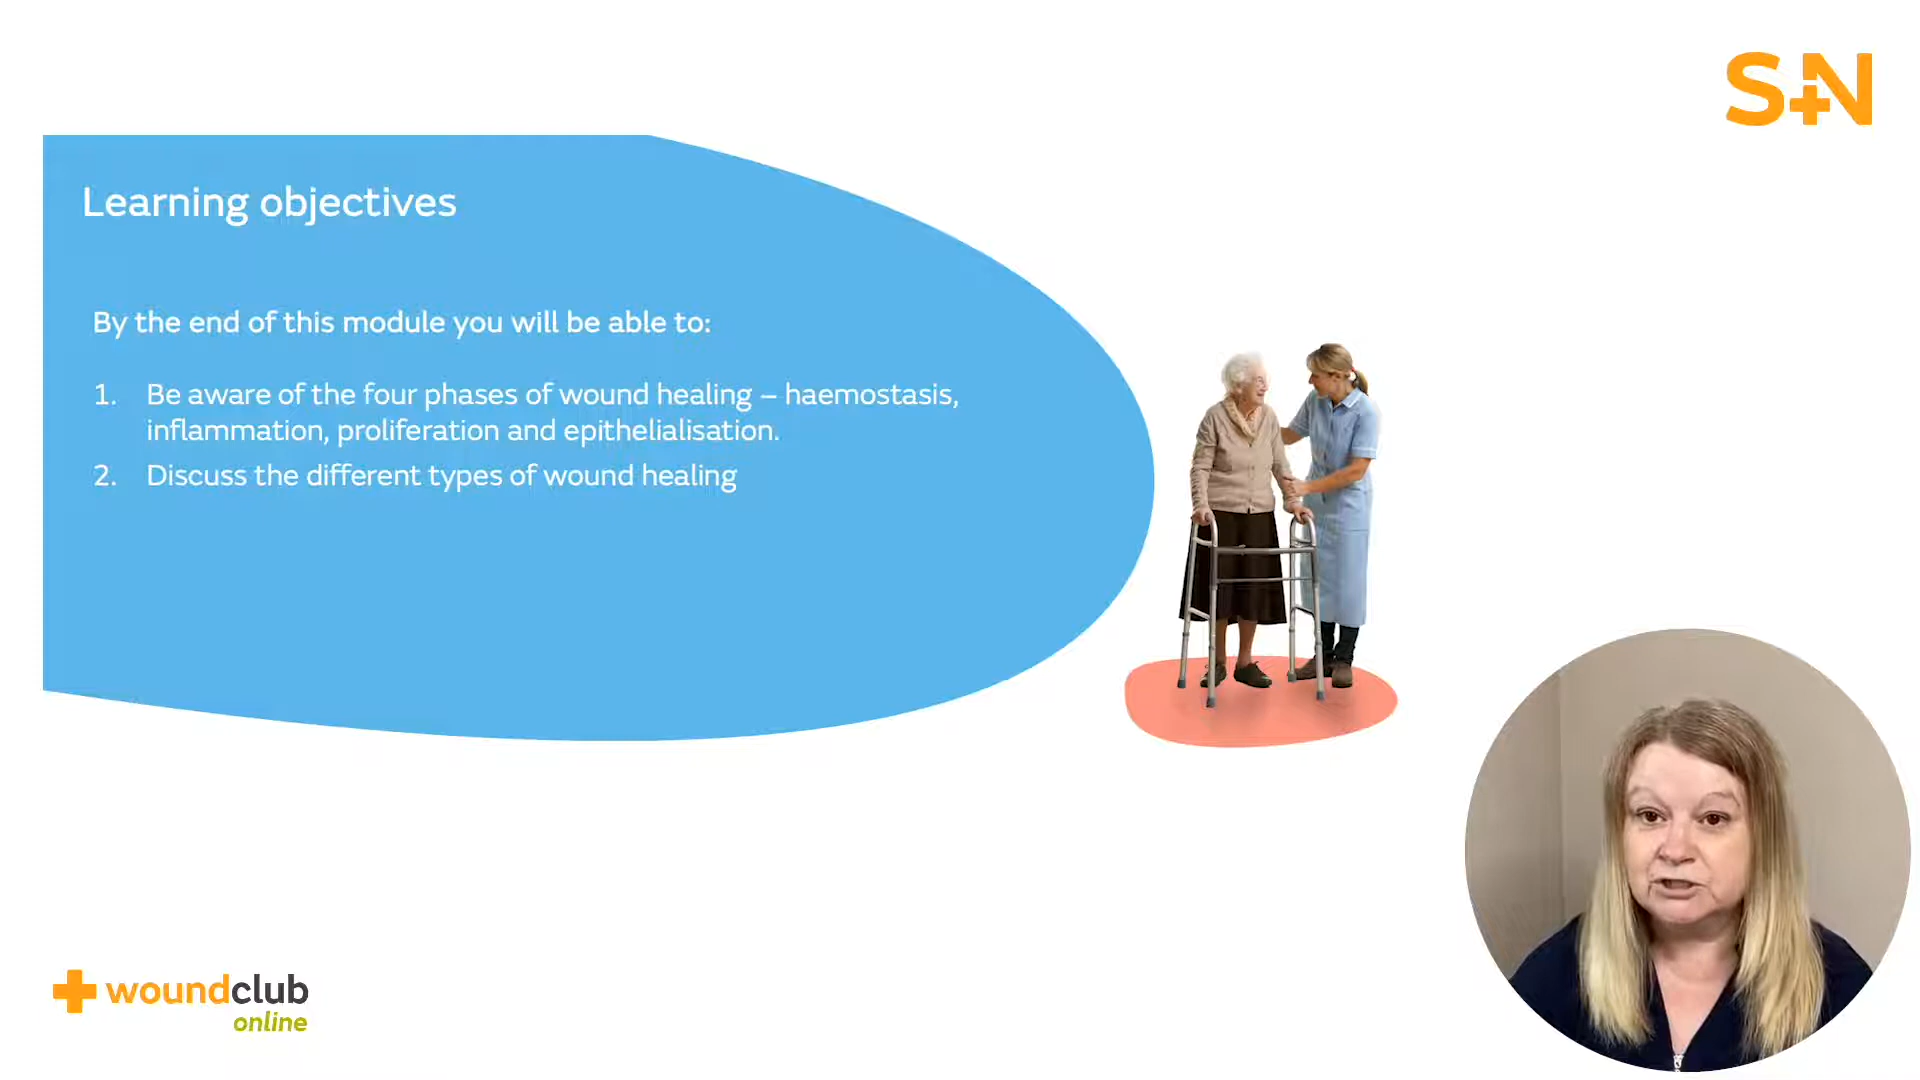 S+N
Learning objectives
By the end of this module you will be able to:
1. Be aware of the four phases of wound healing – haemostasis,
inflammation, proliferation and epithelialisation.
2. Discuss the different types of wound healing
woundclub
online